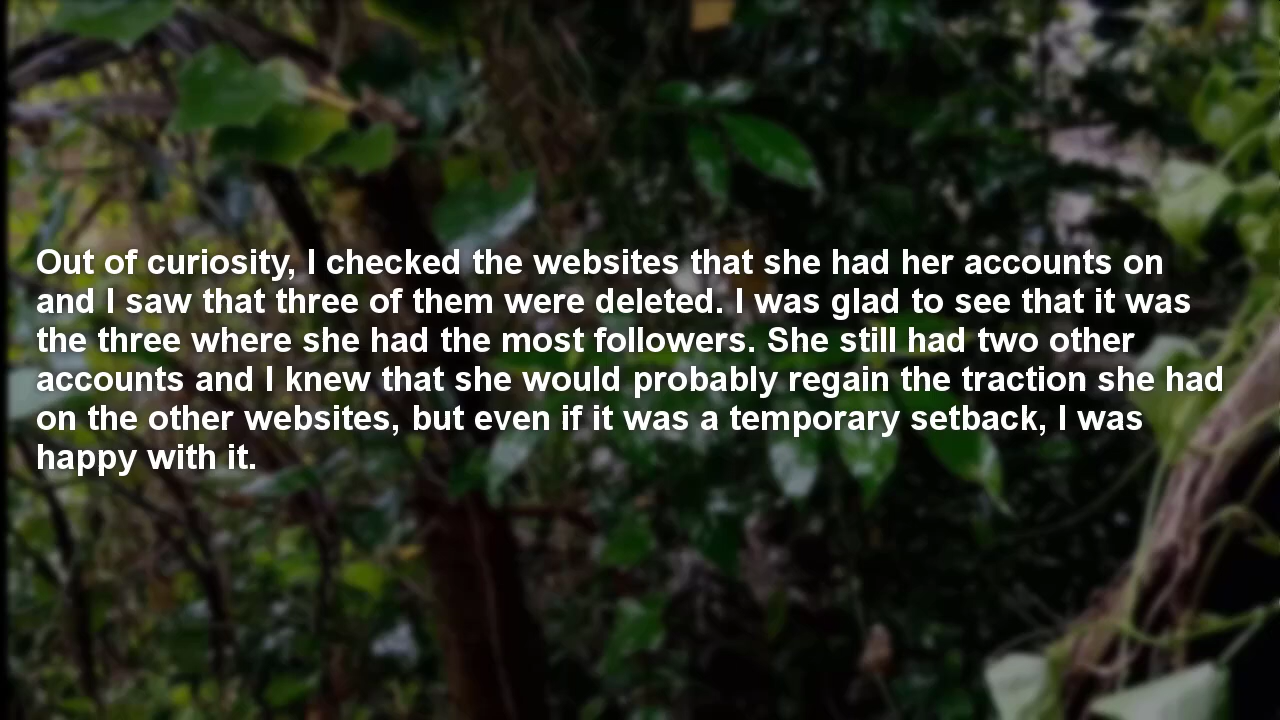 Out of curiosity, I checked the websites that she had her accounts on
and I saw that three of them were deleted. I was glad to see that it was
the three where she had the most followers. She still had two other
accounts and I knew that she would probably regain the traction she had
on the other websites, but even if it was a temporary setback, I was
happy with it.